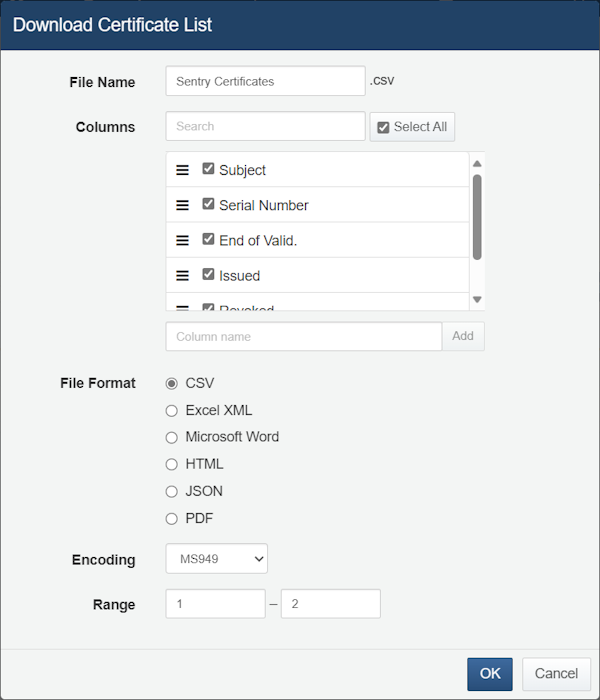 Download Certificate List
File Name
Sentry Certificates
.csv
Columns
Search
Select All
Subject
Serial Number
End of Valid.
Issued
Revoked
Column name
Add
File Format
CSV
Excel XML
Microsoft Word
HTML
JSON
PDF
Encoding
MS949
Range
1
–
2
OK
Cancel